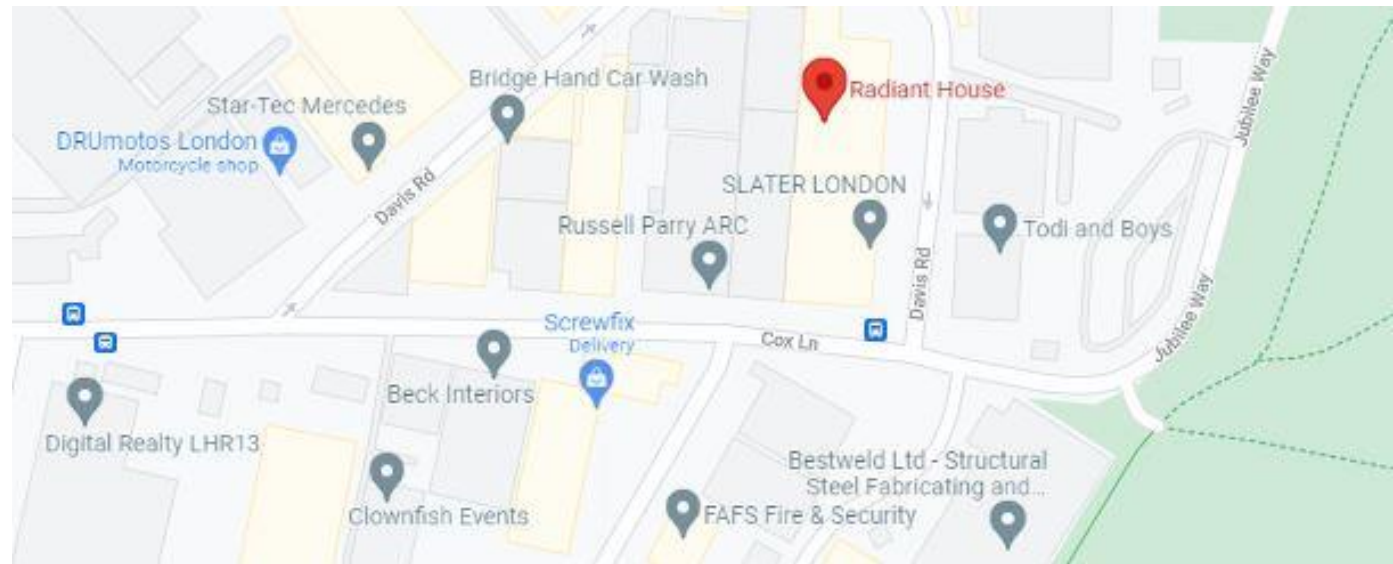 Bridge Hand Car Wash
Radiant House
Star-Tec Mercedes
DRUmotos London
Motorcycle shop
Jubilee Way
Davis Rd
SLATER LONDON
Russell Parry ARC
Todi and Boys
Davis Rd
Jubilee Way
Screwfix
Delivery
Cox Ln
Beck Interiors
Digital Realty LHR13
Bestweld Ltd - Structural
Steel Fabricating and...
Clownfish Events
FAFS Fire & Security